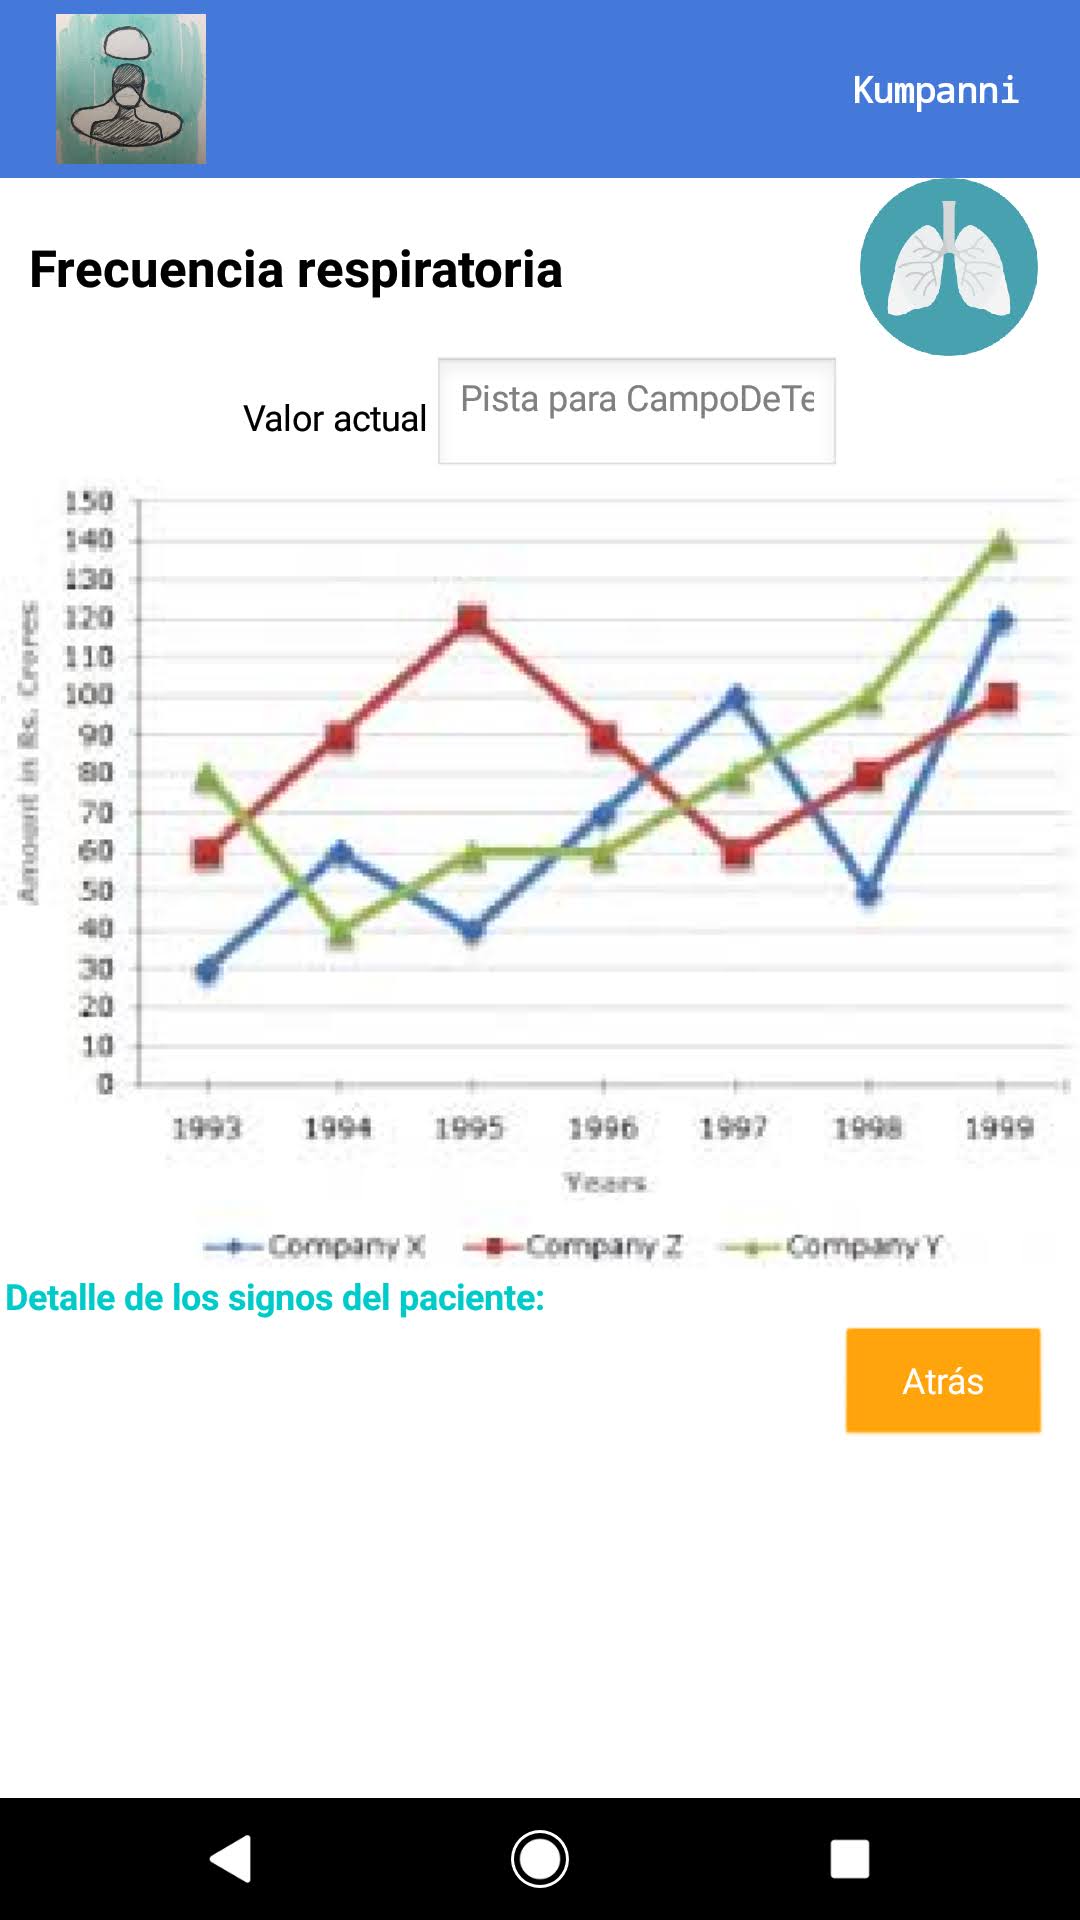 Kumpanni
Frecuencia respiratoria
Valor actual
Pista para CampoDeTe
150
140
130
120
110
100
90
80
70
60
50
40
30
20
10
0
Amount in Rs. Crores
1993 1994 1995 1996 1997 1998 1999
Years
Company X Company Z Company Y
Detalle de los signos del paciente:
Atrás